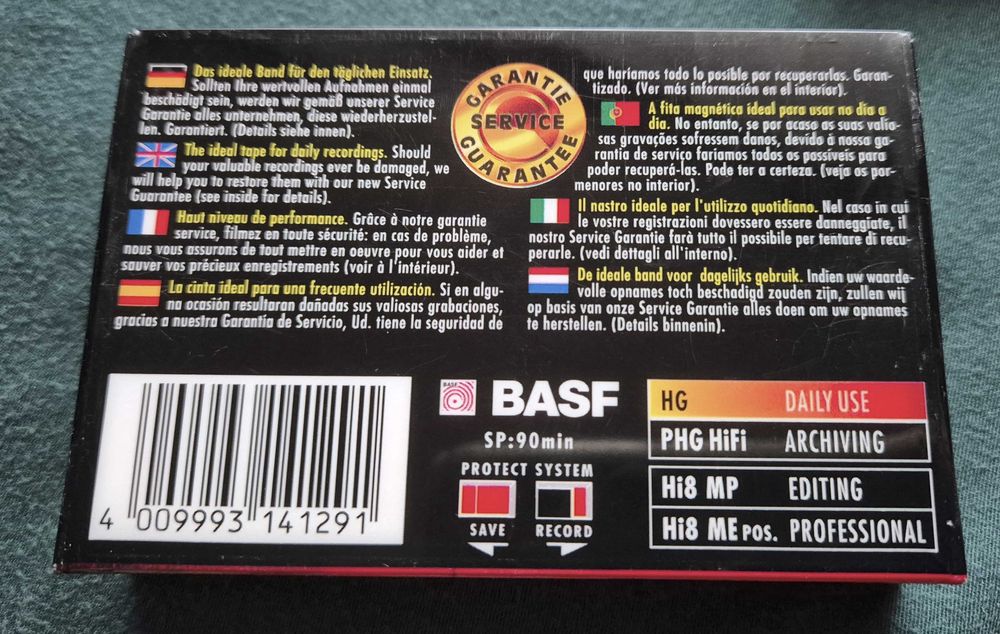 Das ideale Band für den täglichen Einsatz.
Sollten Ihre wertvollen Aufnahmen einmal
beschädigt sein, werden wir gemäß unserer Service
Garantie alles unternehmen, diese wiederherzustel-
len. Garantiert. (Details siehe innen).
The ideal tape for daily recordings. Should
your valuable recordings ever be damaged, we
will help you to restore them with our new Service
Guarantee (see inside for details).
Haut niveau de performance. Grâce à notre garantie
service, filmez en toute sécurité: en cas de problème,
nous vous assurons de tout mettre en oeuvre pour vous aider et
sauver vos précieux enregistrements (voir à l'intérieur).
La cinta ideal para una frecuente utilización. Si en algu-
na ocasión resultaran dañadas sus valiosas grabaciones,
gracias a nuestra Garantia de Servicio, Ud. tiene la seguridad de
GARANTIE
SERVICE
GUARANTEE
que haríamos todo lo posible por recuperarlas. Garan-
tizado. (Ver más información en el interior).
A fita magnética ideal para usar no dia a
dia. No entanto, se por acaso as suas valio-
sas gravações sofressem danos, devido à nossa ga-
rantia de serviço fariamos todos os possíveis para
poder recuperá-las. Pode ter a certeza. (veja os por-
menores no interior).
Il nastro ideale per l'utilizzo quotidiano. Nel caso in cui
le vostre registrazioni dovessero essere danneggiate, il
nostro Service Garantie farà tutto il possibile per tentare di recu-
perarle. (vedi dettagli all'interno).
De ideale band voor dagelijks gebruik. Indien uw waarde-
volle opnames toch beschadigd zouden zijn, zullen wij
op basis van onze Service Garantie alles doen om uw opnames
te herstellen. (Details binnenin).
4 009993 141291
BASF BASF
SP:90min
PROTECT SYSTEM
SAVE RECORD
HG DAILY USE
PHG HiFi ARCHIVING
Hi8 MP EDITING
Hi8 ME POS. PROFESSIONAL